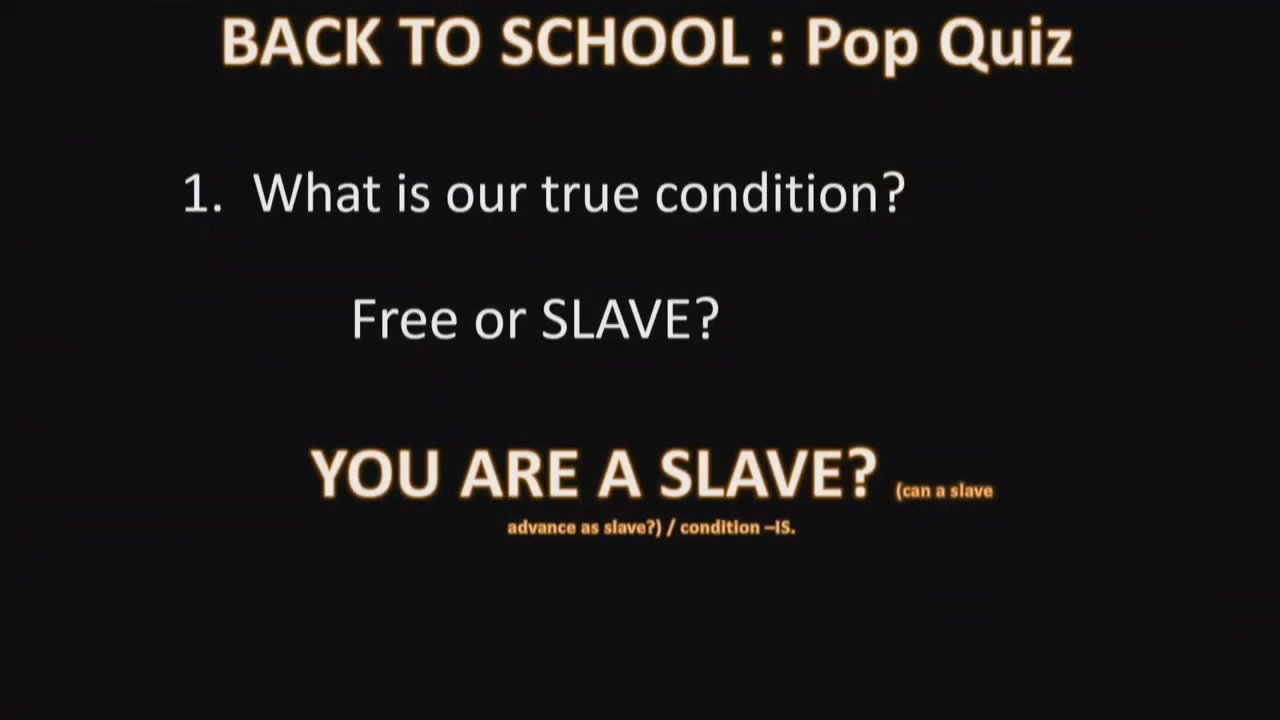 BACK TO SCHOOL : Pop Quiz
1. What is our true condition?
Free or SLAVE?
YOU ARE A SLAVE? (can a slave
advance as slave?) / condition –IS.